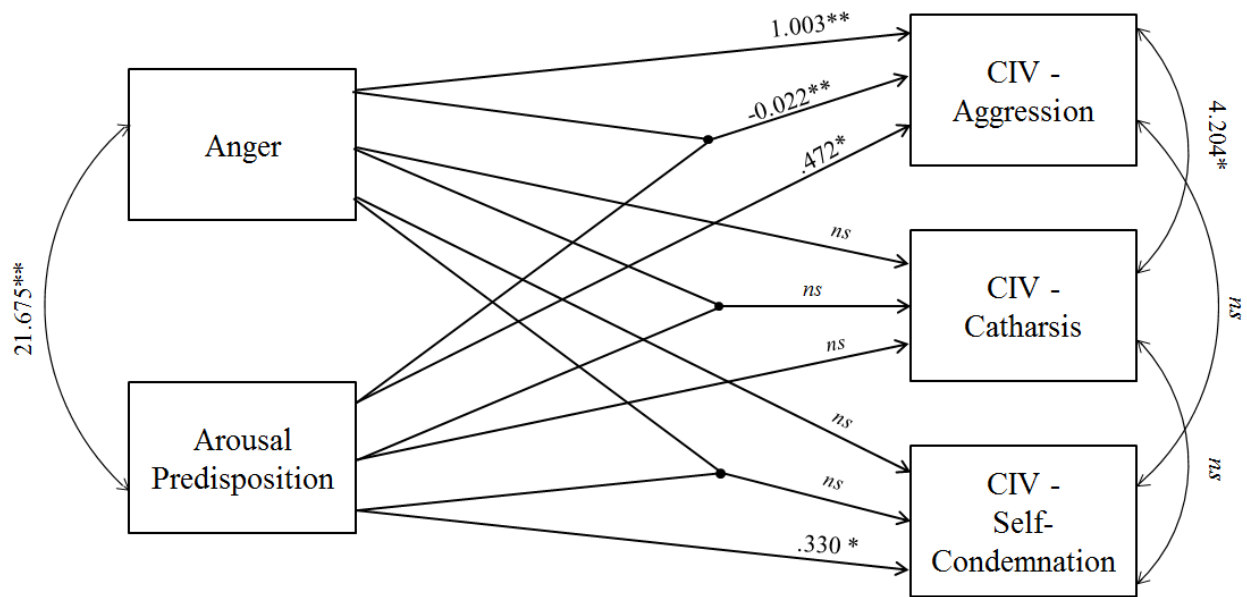 1.003**
CIV -
Aggression
Anger
-0.022**
4.204*
.472*
ns
CIV -
Catharsis
ns
ns
21.675**
ns
Arousal
Predisposition
ns
CIV -
Self-
Condemnation
ns
ns
.330 *
ns